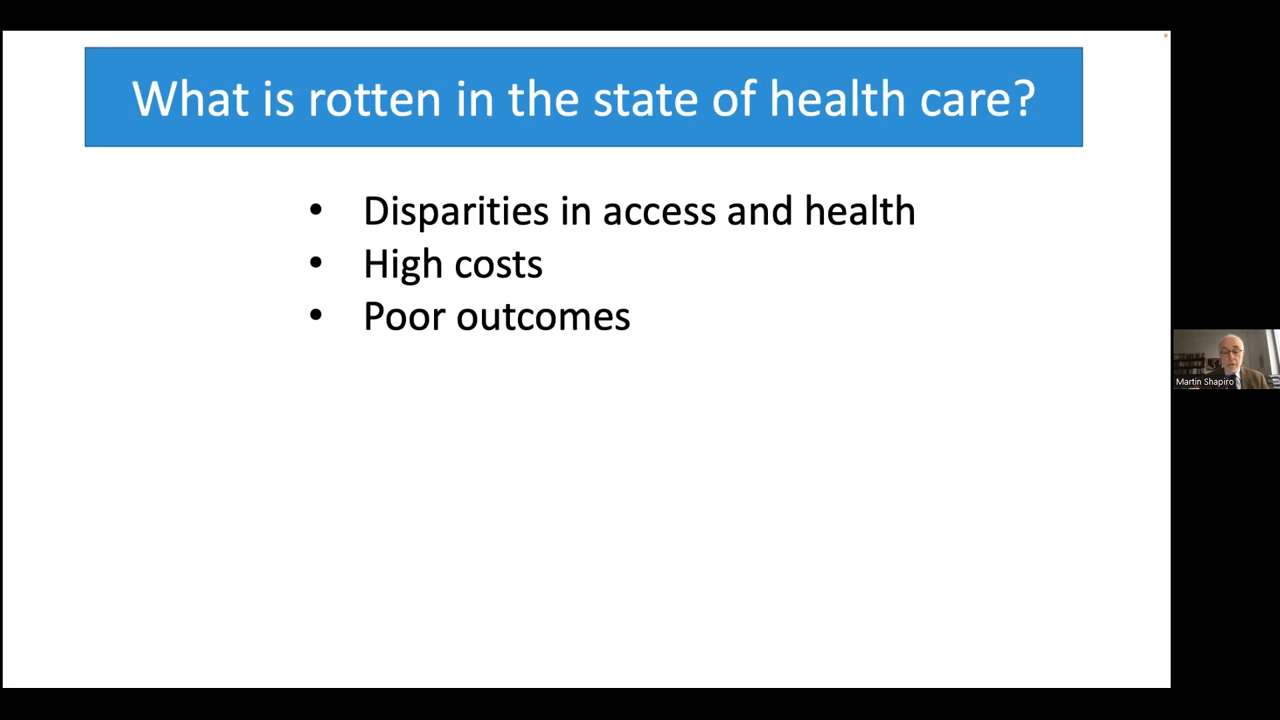 What is rotten in the state of health care?
• Disparities in access and health
• High costs
• Poor outcomes
Martin Shapiro